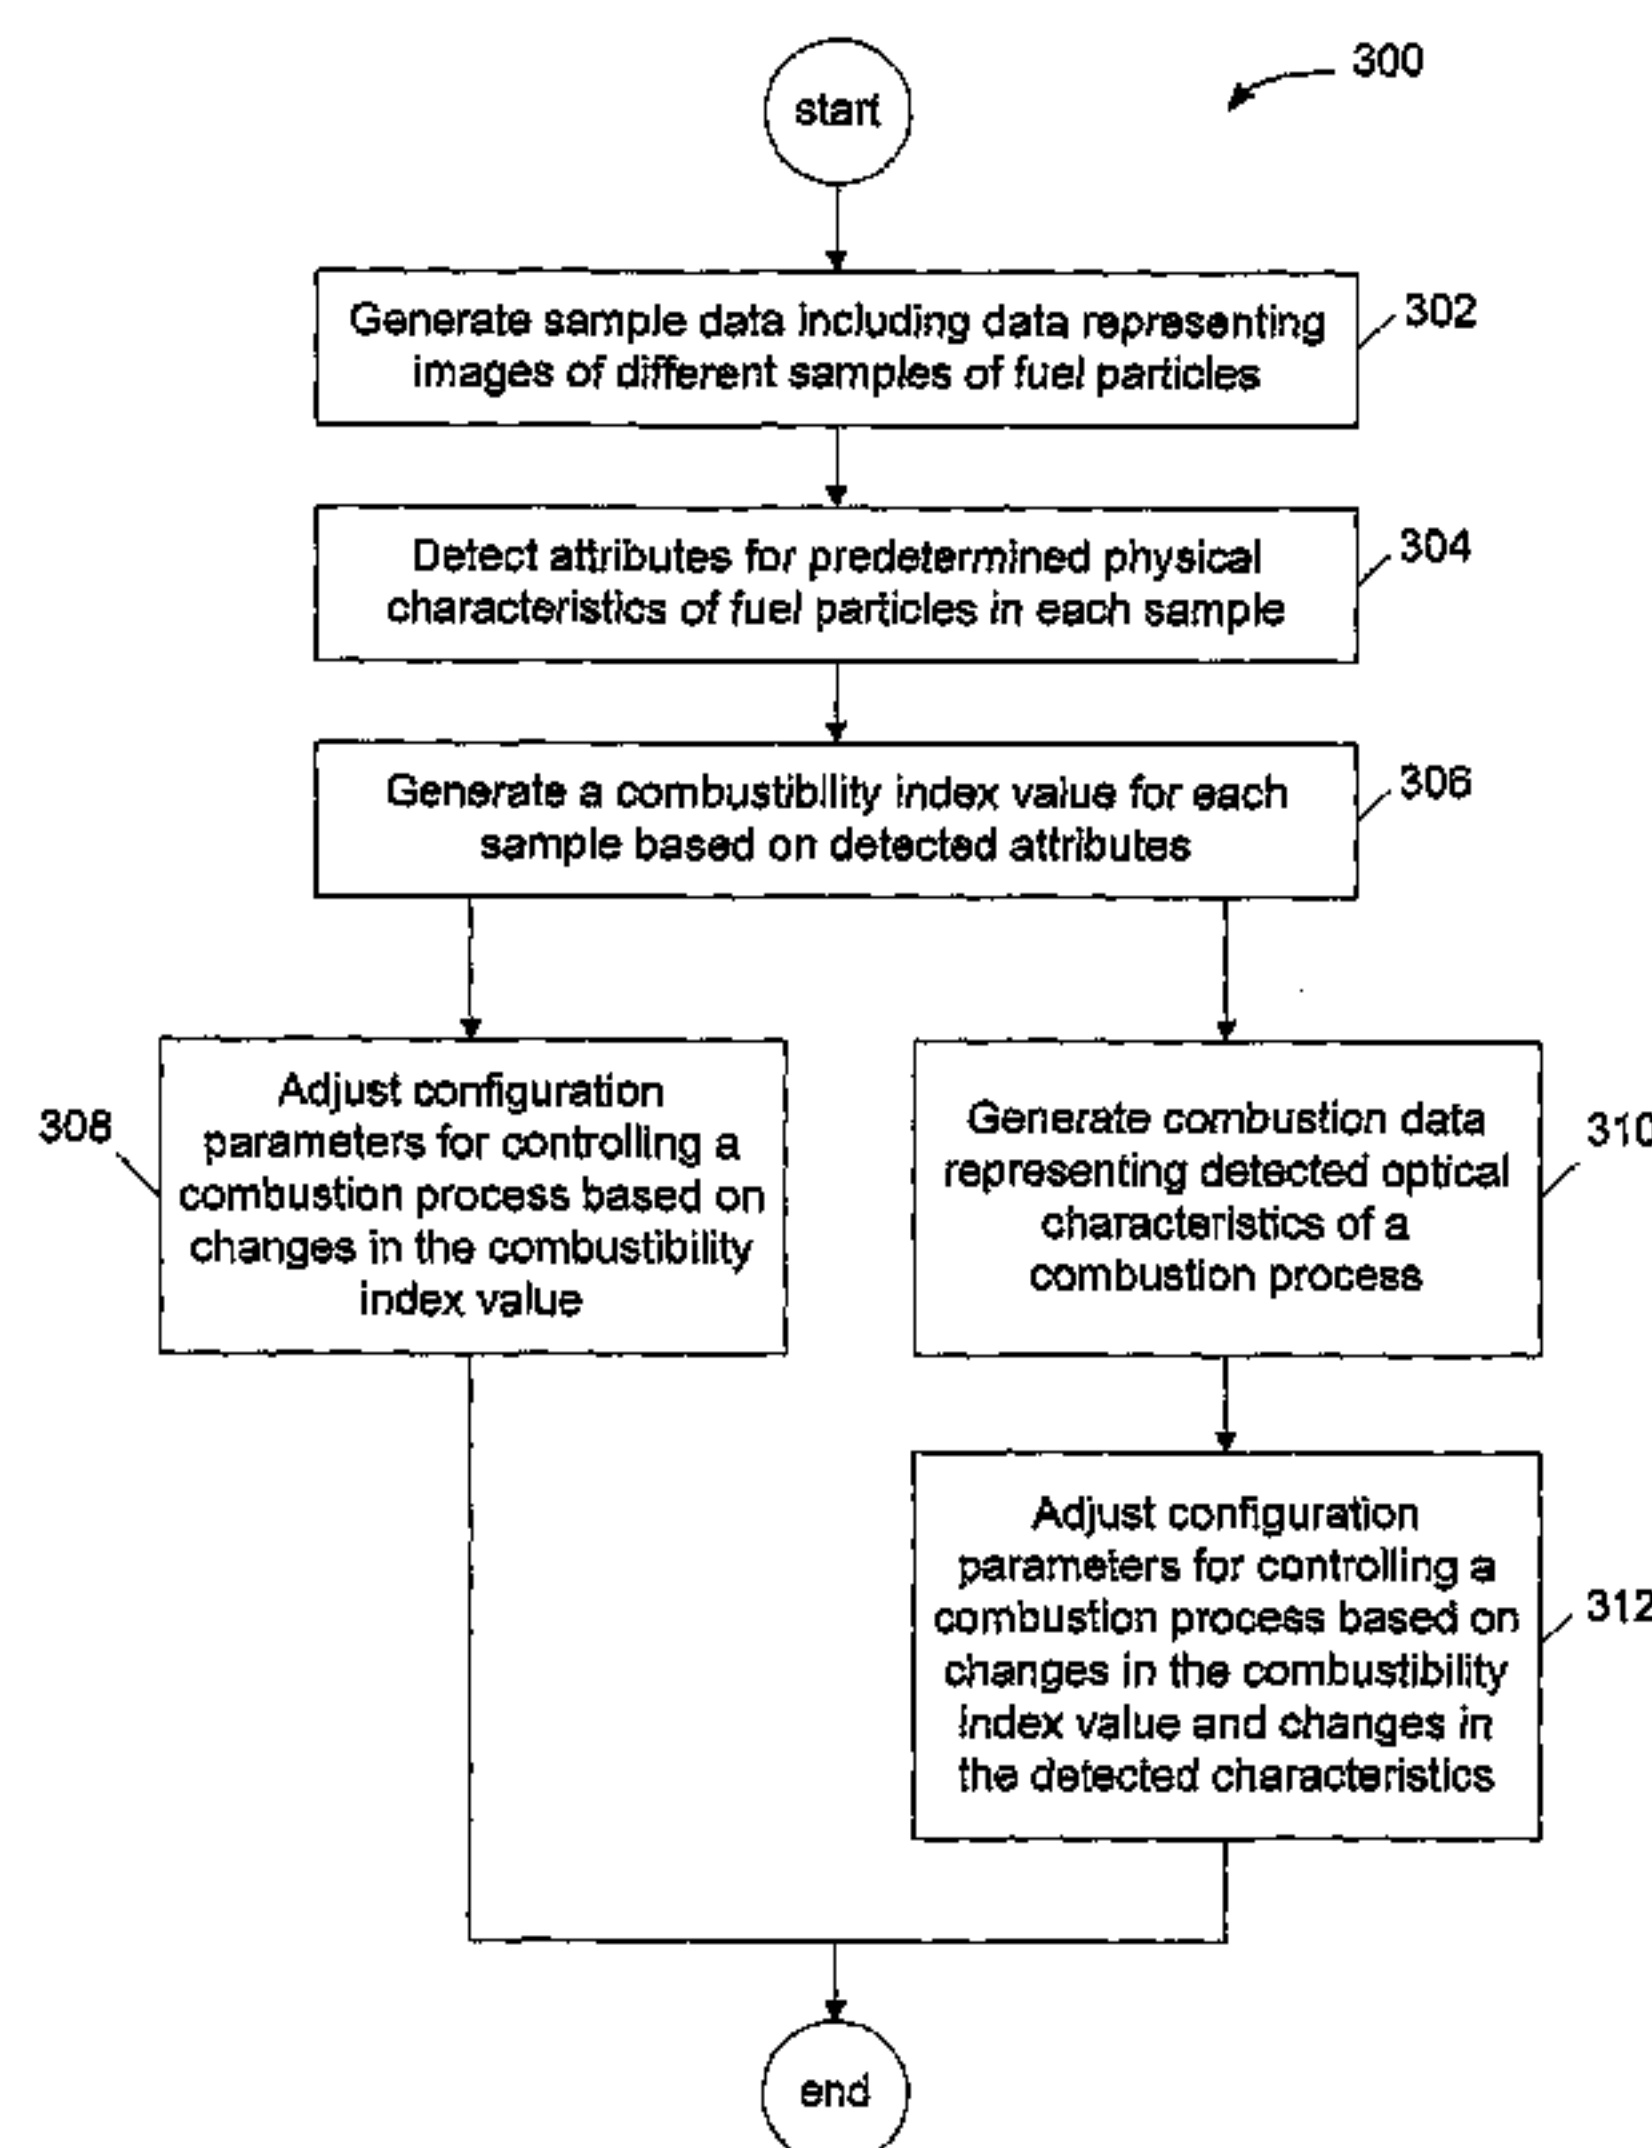 300
start
Generate sample data including data representing
images of different samples of fuel particles
302
Detect attributes for predetermined physical
characteristics of fuel particles in each sample
304
Generate a combustibility index value for each
sample based on detected attributes
306
308
Adjust configuration
parameters for controlling a
combustion process based on
changes in the combustibility
index value
Generate combustion data
representing detected optical
characteristics of a
combustion process
310
Adjust configuration
parameters for controlling a
combustion process based on
changes in the combustibility
index value and changes in
the detected characteristics
312
end